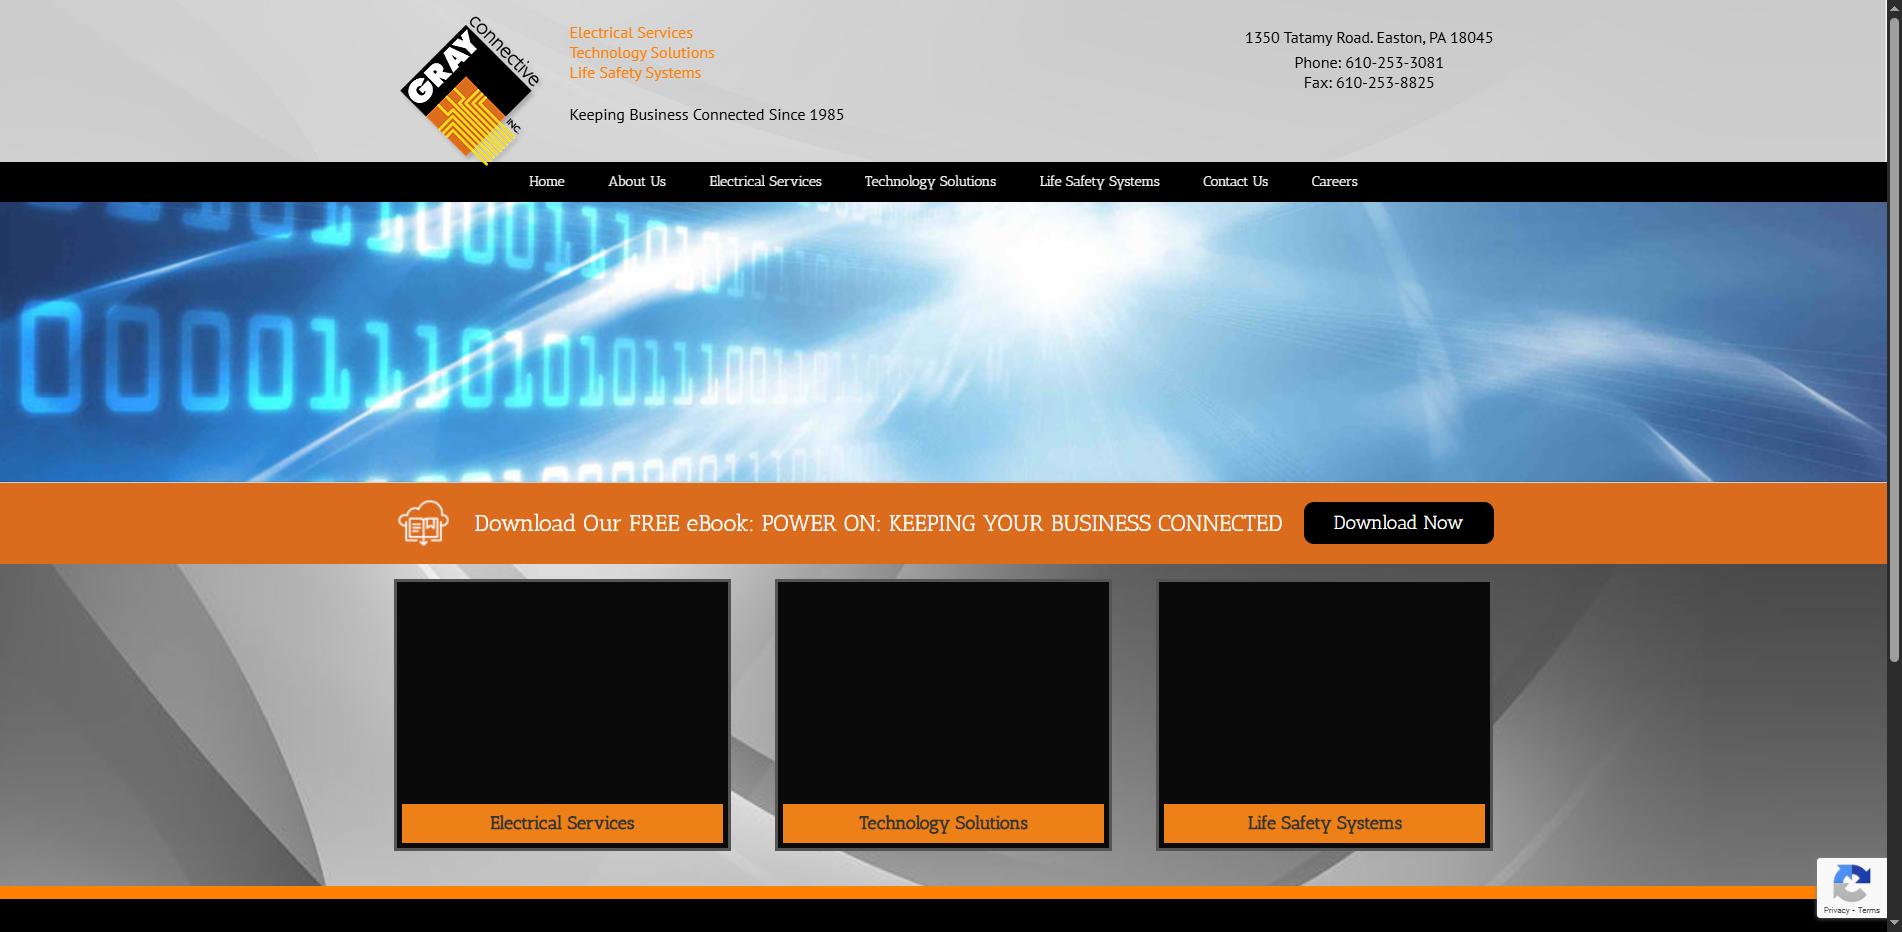 GRAY
connective
INC.
Electrical Services
Technology Solutions
Life Safety Systems
Keeping Business Connected Since 1985
1350 Tatamy Road. Easton, PA 18045
Phone: 610-253-3081
Fax: 610-253-8825
Home About Us Electrical Services Technology Solutions Life Safety Systems Contact Us Careers
Download Our FREE eBook: POWER ON: KEEPING YOUR BUSINESS CONNECTED Download Now
Electrical Services Technology Solutions Life Safety Systems
Privacy - Terms